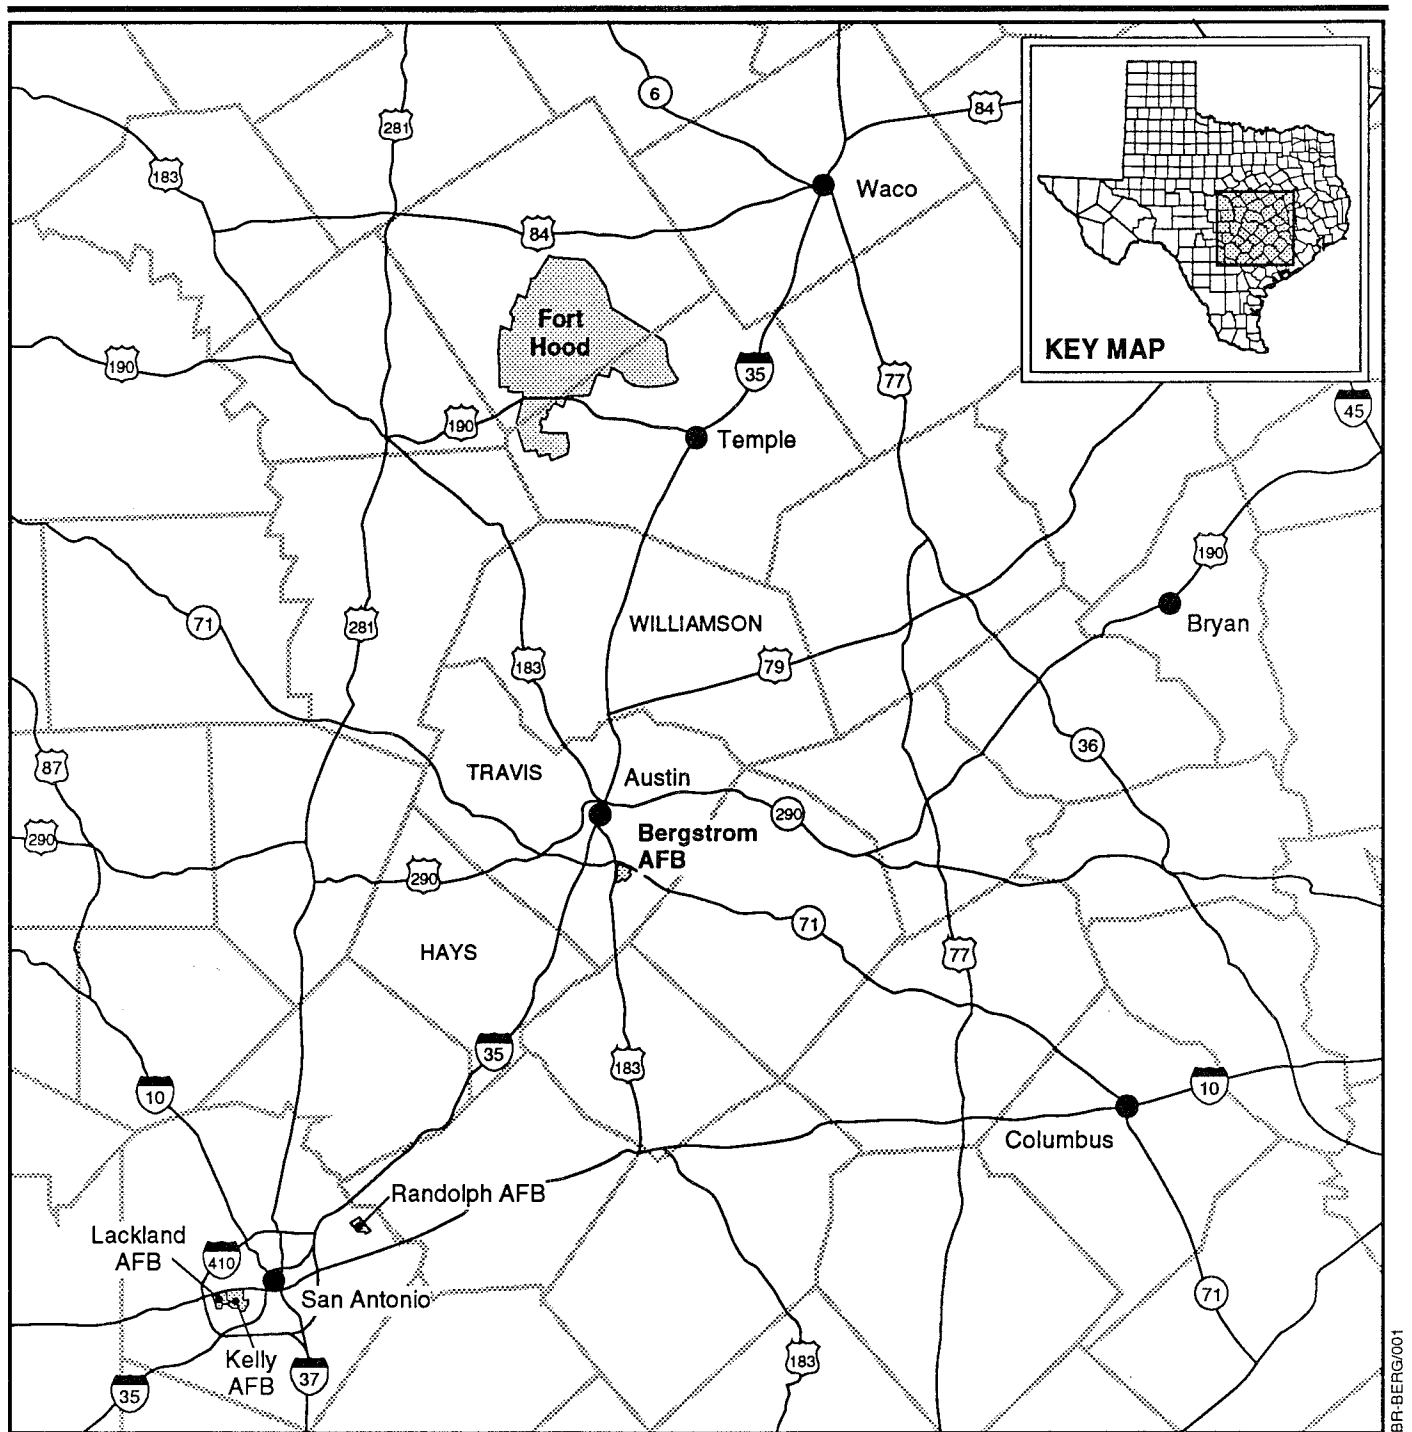 6
84
281
183
Waco
84
KEY MAP
Fort
Hood
190
35
77
45
190
Temple
190
71
281
WILLIAMSON
Bryan
183
79
87
TRAVIS
Austin
36
290
290
Bergstrom
AFB
290
71
HAYS
77
35
183
10
10
Columbus
Randolph AFB
Lackland
AFB
410
San Antonio
71
Kelly
AFB
35
37
183
BR-BERG/001